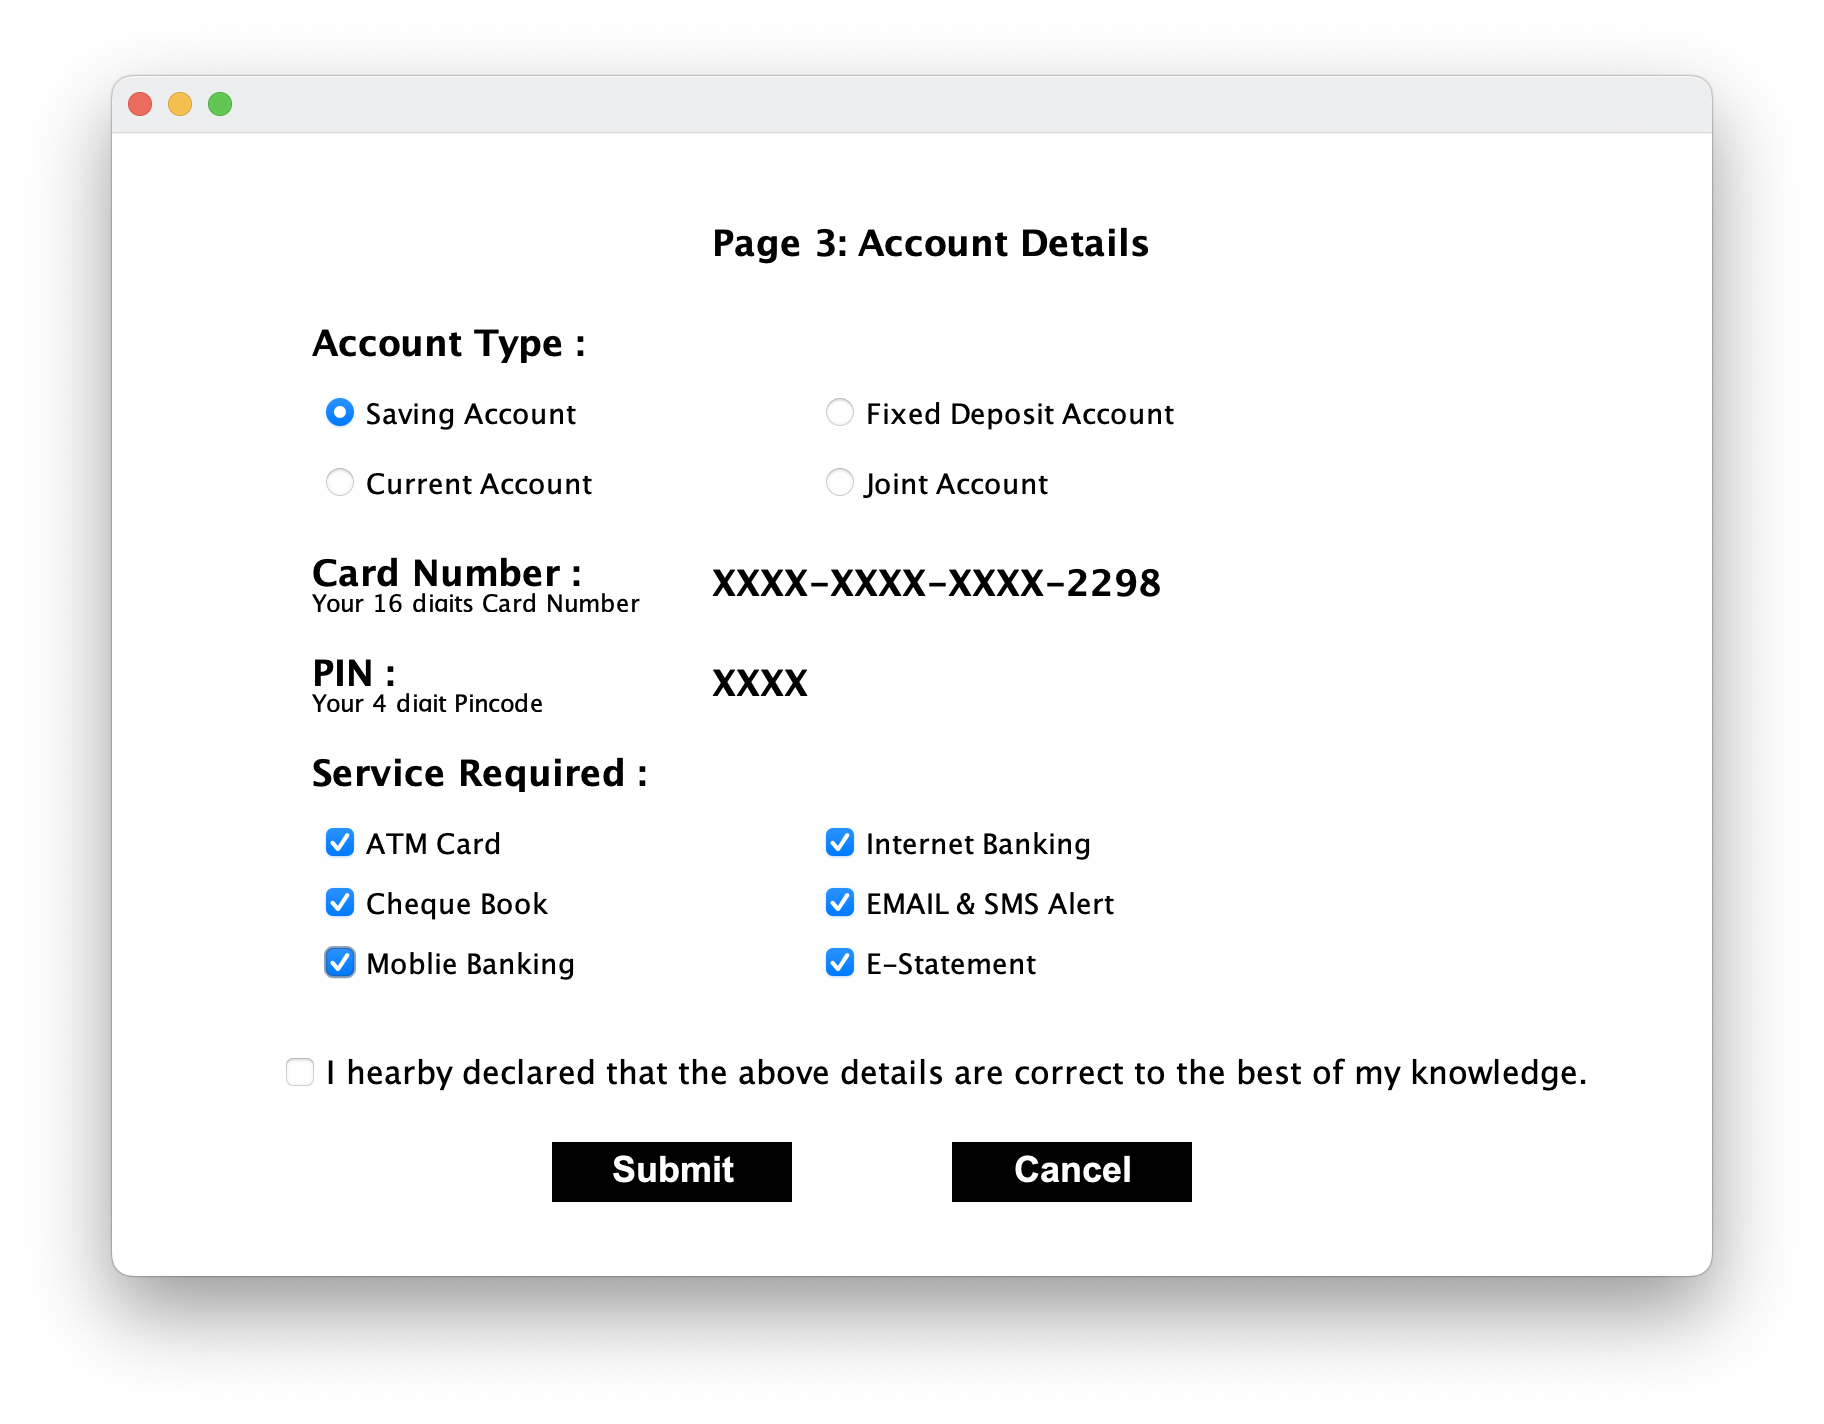 Page 3: Account Details
Account Type :
Saving Account Fixed Deposit Account
Current Account Joint Account
Card Number : XXXX-XXXX-XXXX-2298
Your 16 digits Card Number
PIN : XXXX
Your 4 digit Pincode
Service Required :
ATM Card Internet Banking
Cheque Book EMAIL & SMS Alert
Moblie Banking E-Statement
I hearby declared that the above details are correct to the best of my knowledge.
Submit Cancel